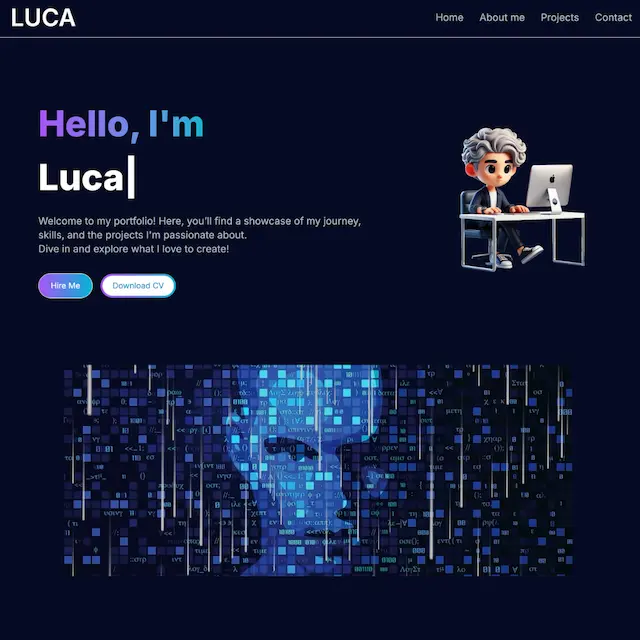 LUCA
Home About me Projects Contact
Hello, I'm
Luca
Welcome to my portfolio! Here, you'll find a showcase of my journey,
skills, and the projects I'm passionate about.
Dive in and explore what I love to create!
Hire Me Download CV